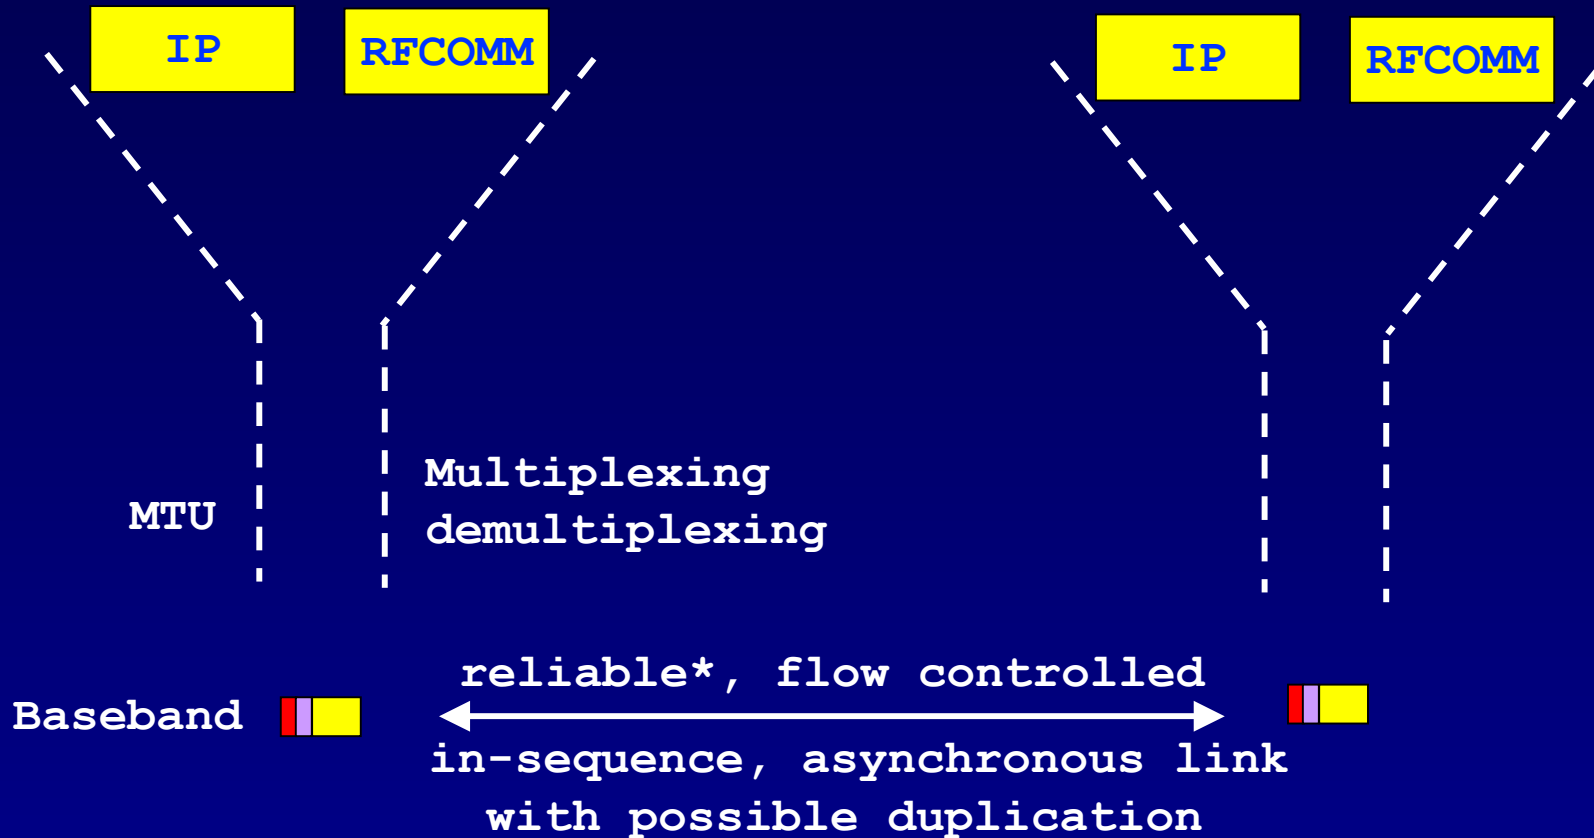 IP RFCOMM IP RFCOMM
Multiplexing
MTU demultiplexing
reliable*, flow controlled
Baseband
in-sequence, asynchronous link
with possible duplication